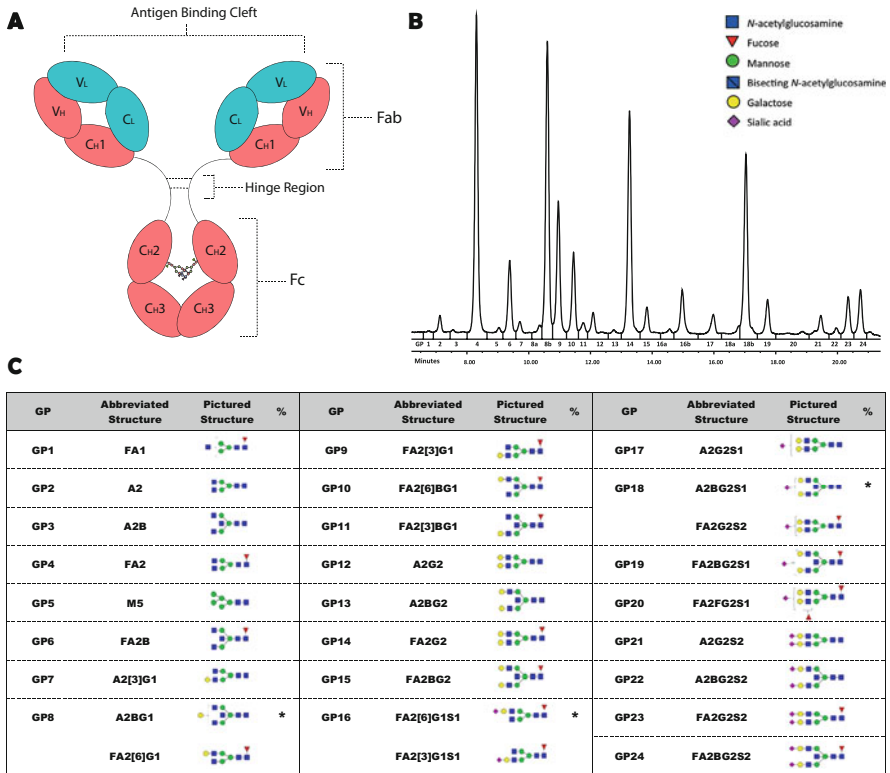 A
Antigen Binding Cleft
VL
VL
VH
VH
CL
CL
CH1
CH1
Fab
Hinge Region
CH2
CH2
Fc
CH3
CH3
B
N-acetylglucosamine
Fucose
Mannose
Bisecting N-acetylglucosamine
Galactose
Sialic acid
GP 1 2 3 4 5 6 7 8a 8b 9 10 11 12 13 14 15 16a 16b 17 18a 18b 19 20 21 22 23 24
Minutes 8.00 10.00 12.00 14.00 16.00 18.00 20.00
C
GP Abbreviated Structure Pictured Structure %
GP1 FA1
GP2 A2
GP3 A2B
GP4 FA2
GP5 M5
GP6 FA2B
GP7 A2[3]G1
GP8 A2BG1 *
FA2[6]G1
GP Abbreviated Structure Pictured Structure %
GP9 FA2[3]G1
GP10 FA2[6]BG1
GP11 FA2[3]BG1
GP12 A2G2
GP13 A2BG2
GP14 FA2G2
GP15 FA2BG2
GP16 FA2[6]G1S1 *
FA2[3]G1S1
GP Abbreviated Structure Pictured Structure %
GP17 A2G2S1
GP18 A2BG2S1 *
FA2G2S2
GP19 FA2BG2S1
GP20 FA2FG2S1
GP21 A2G2S2
GP22 A2BG2S2
GP23 FA2G2S2
GP24 FA2BG2S2